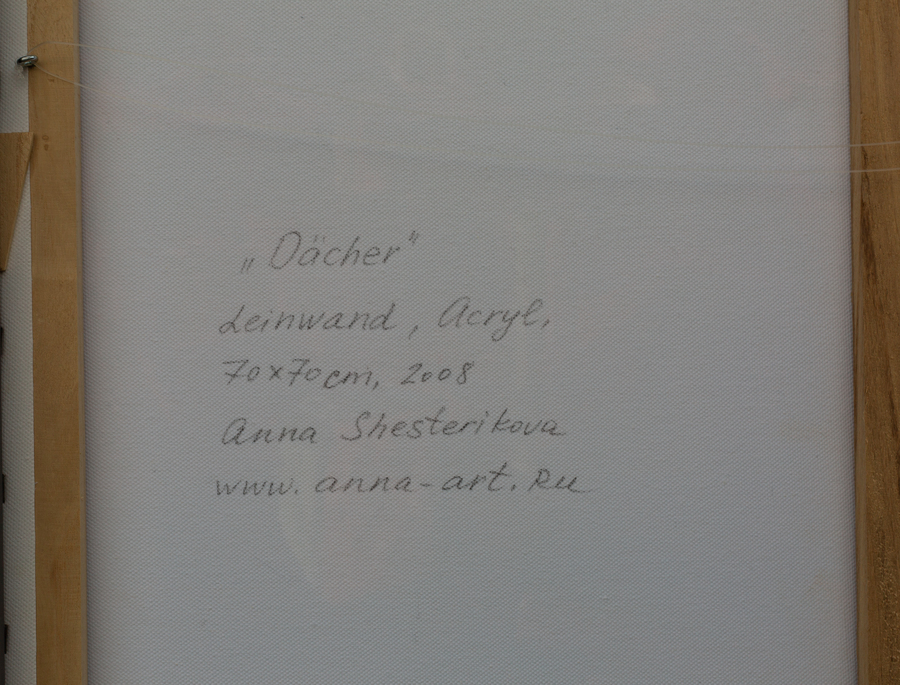 „Dächer"
Leinwand, Acryl,
70x70cm, 2008
Anna Shesterikova
www.anna-art.Ru